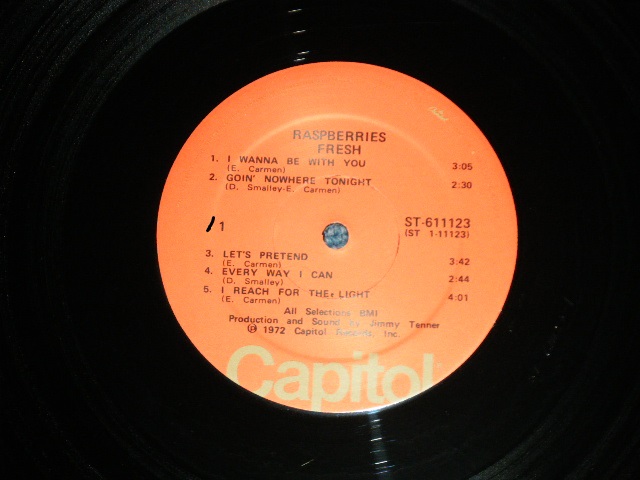 RASPBERRIES
FRESH
1. I WANNA BE WITH YOU 3:05
(E. Carmen)
2. GOIN' NOWHERE TONIGHT 2:30
(D. Smalley-E. Carmen)
1 ST-611123
(ST 1-11123)
3. LET'S PRETEND 3:42
(E. Carmen)
4. EVERY WAY I CAN 2:44
(D. Smalley)
5. I REACH FOR THE LIGHT 4:01
(E. Carmen)
All Selections BMI
Production and Sound by Jimmy Tenner
Ⓟ 1972 Capitol Records, Inc.
Capitol